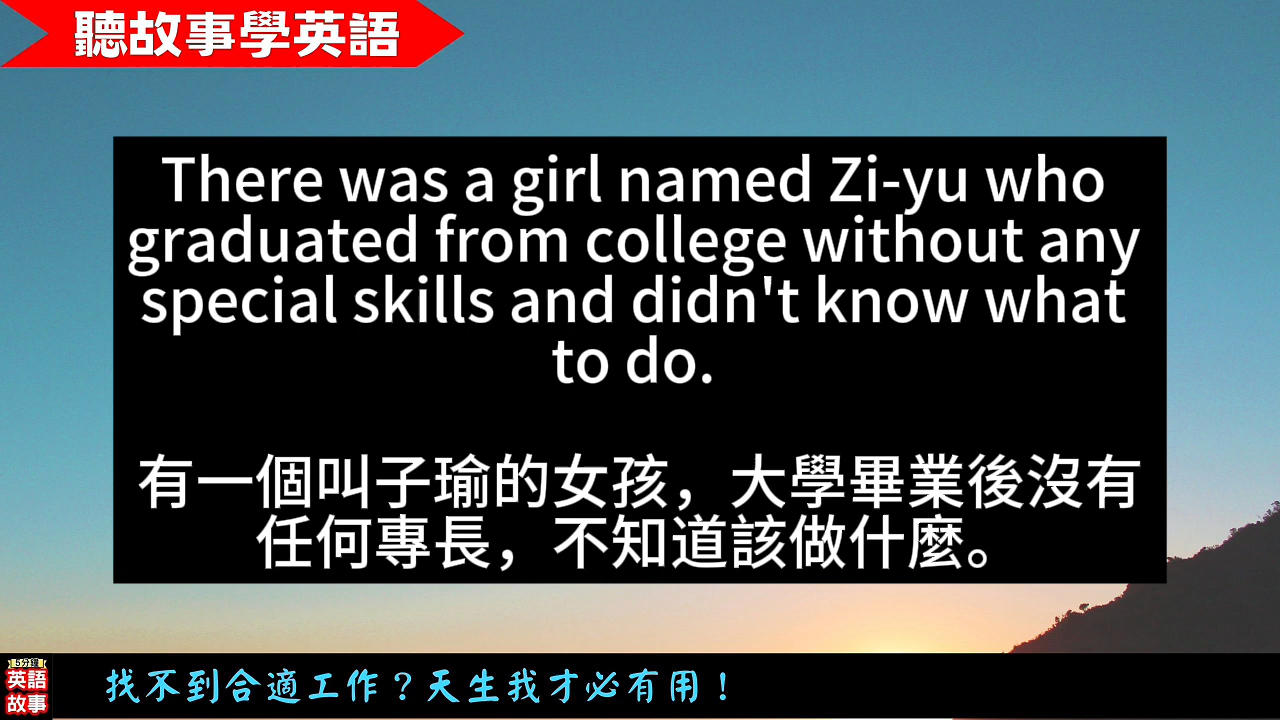 聽故事學英語
There was a girl named Zi-yu who
graduated from college without any
special skills and didn't know what
to do.
有一個叫子瑜的女孩，大學畢業後沒有
任何專長，不知道該做什麼。
5分鐘
英語
故事
找不到合適工作？天生我才必有用！